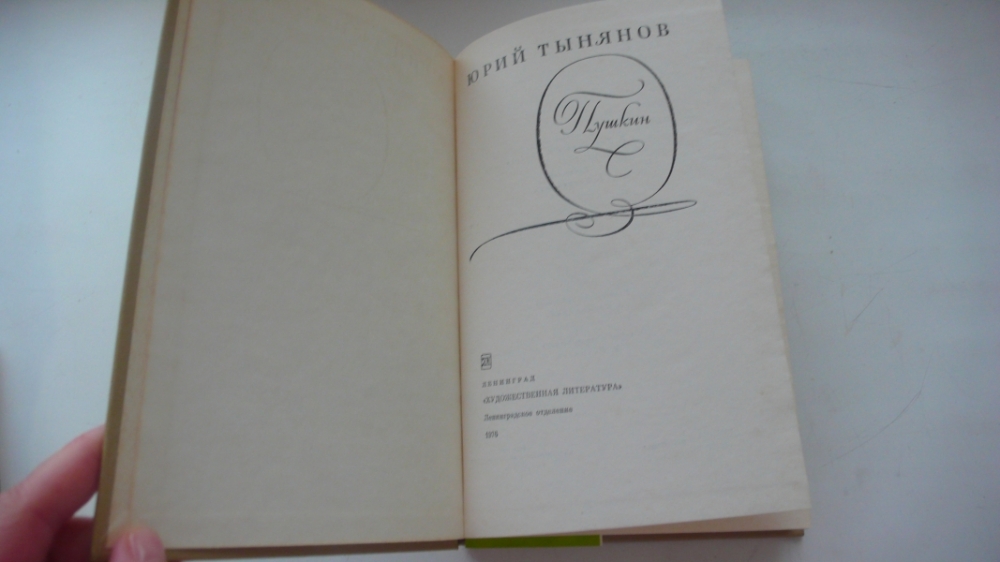 ЮРИЙ ТЫНЯНОВ
Пушкин
ЛЕНИНГРАД
«ХУДОЖЕСТВЕННАЯ ЛИТЕРАТУРА»
Ленинградское отделение